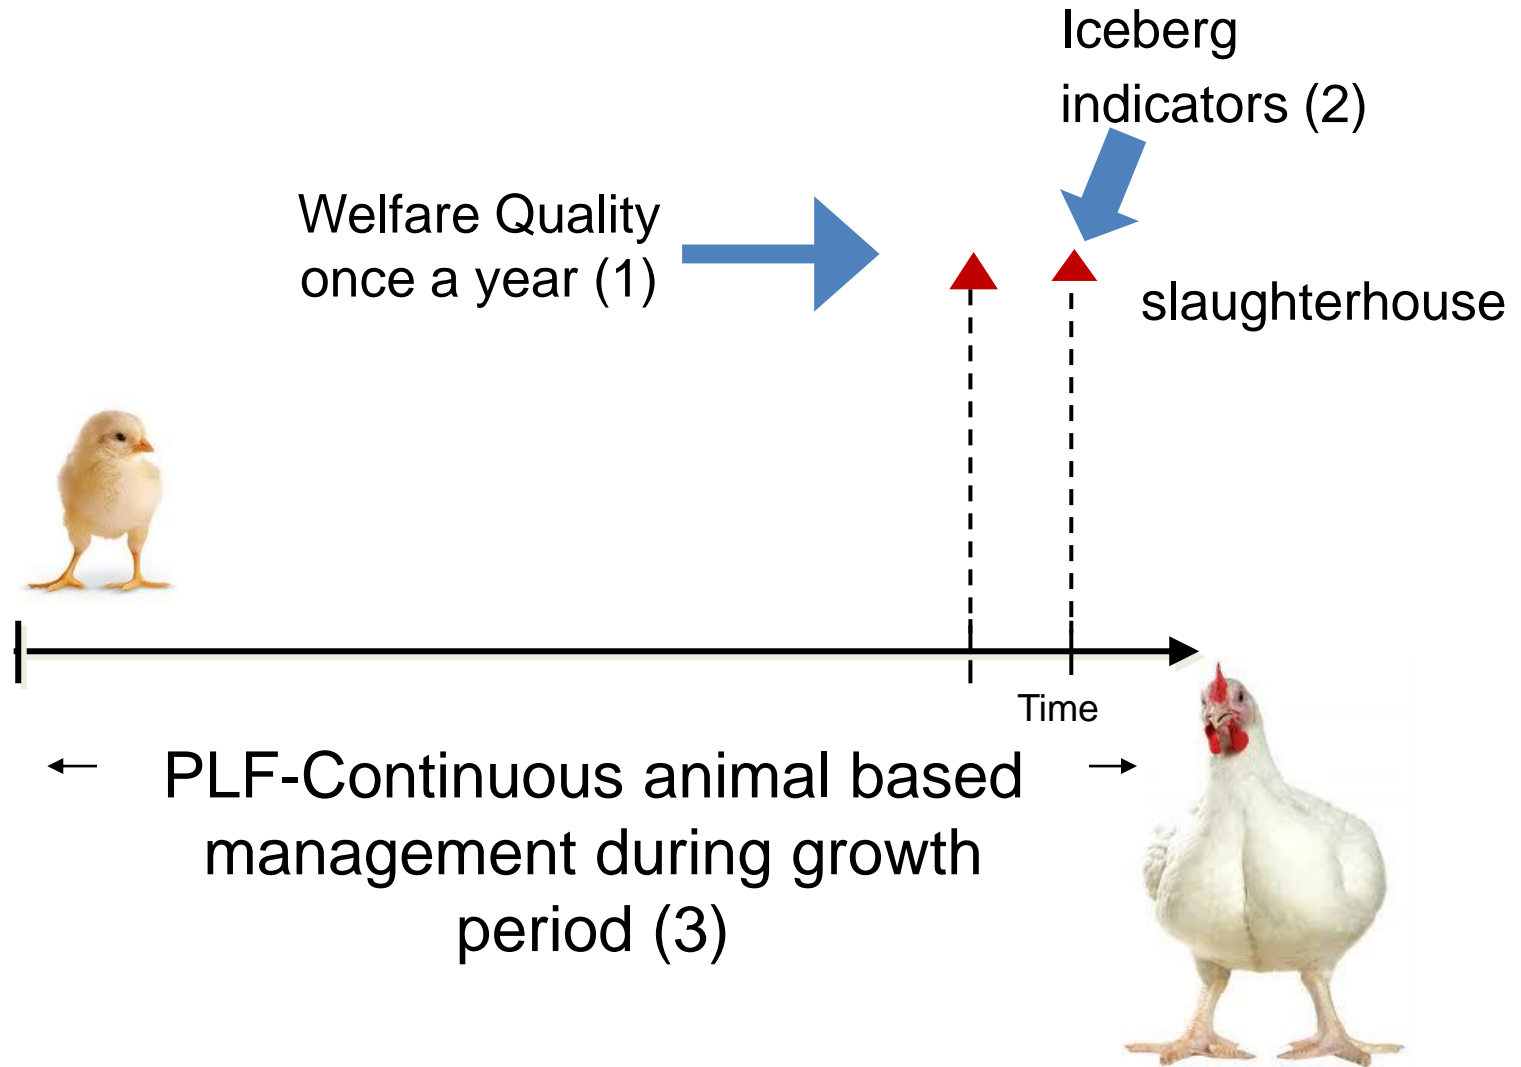 Iceberg
indicators (2)
Welfare Quality
once a year (1)
slaughterhouse
Time
PLF-Continuous animal based
management during growth
period (3)